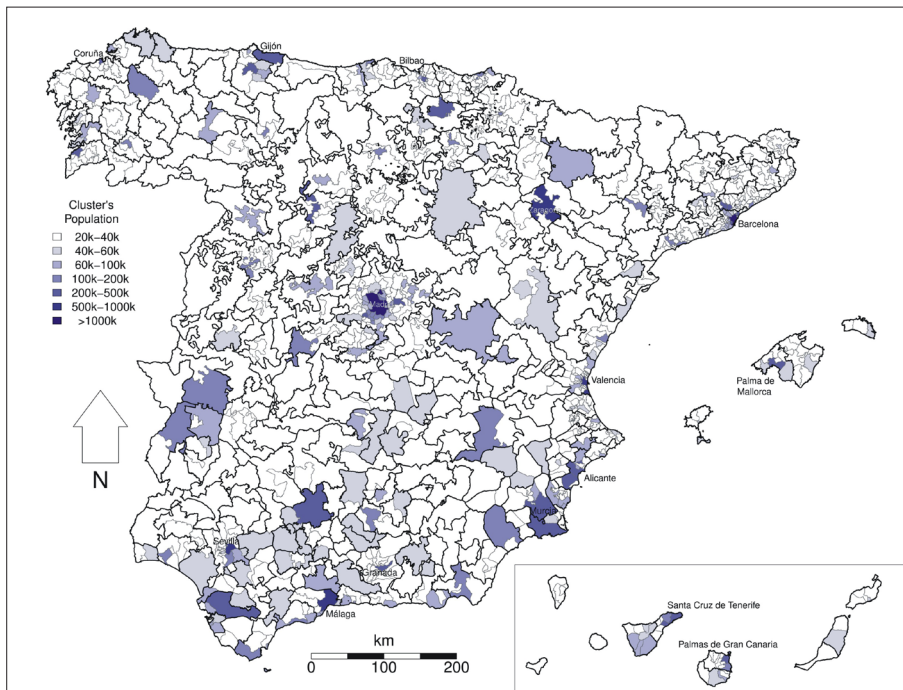 Gijón
Coruña
Bilbao
Cluster's
Population
20k−40k
40k−60k
60k−100k
100k−200k
200k−500k
500k−1000k
>1000k
Barcelona
Valencia
Palma de
Mallorca
N
Alicante
Murcia
Sevilla
Granada
Málaga
km
0 100 200
Santa Cruz de Tenerife
Palmas de Gran Canaria